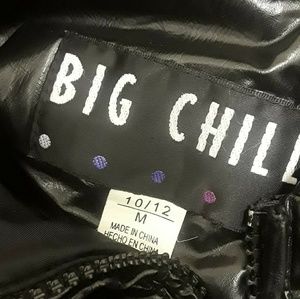 BIG CHILL
10/12
M
MADE IN CHINA
HECHO EN CHINA